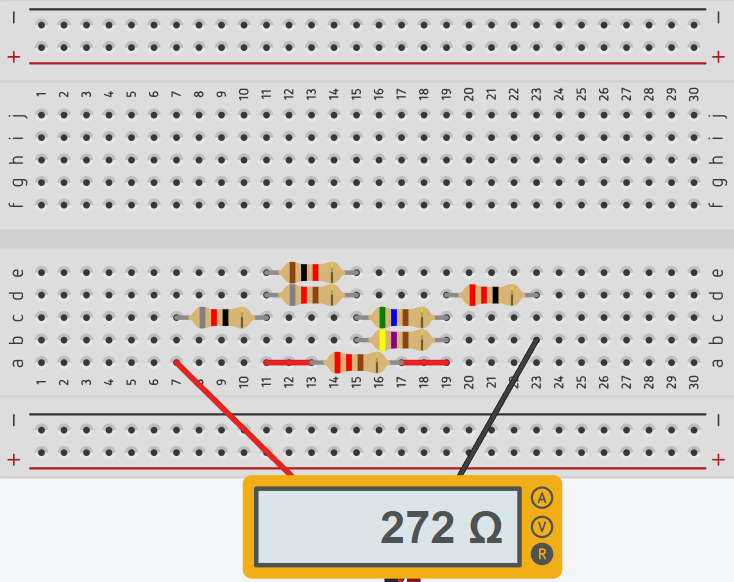 − −
+ +
1 2 3 4 5 6 7 8 9 10 11 12 13 14 15 16 17 18 19 20 21 22 23 24 25 26 27 28 29 30
j j
i i
h h
g g
f f
e e
d d
c c
b b
a a
1 2 3 4 5 6 7 8 9 10 11 12 13 14 15 16 17 18 19 20 21 22 23 24 25 26 27 28 29 30
− −
+ +
272 Ω
A
V
R